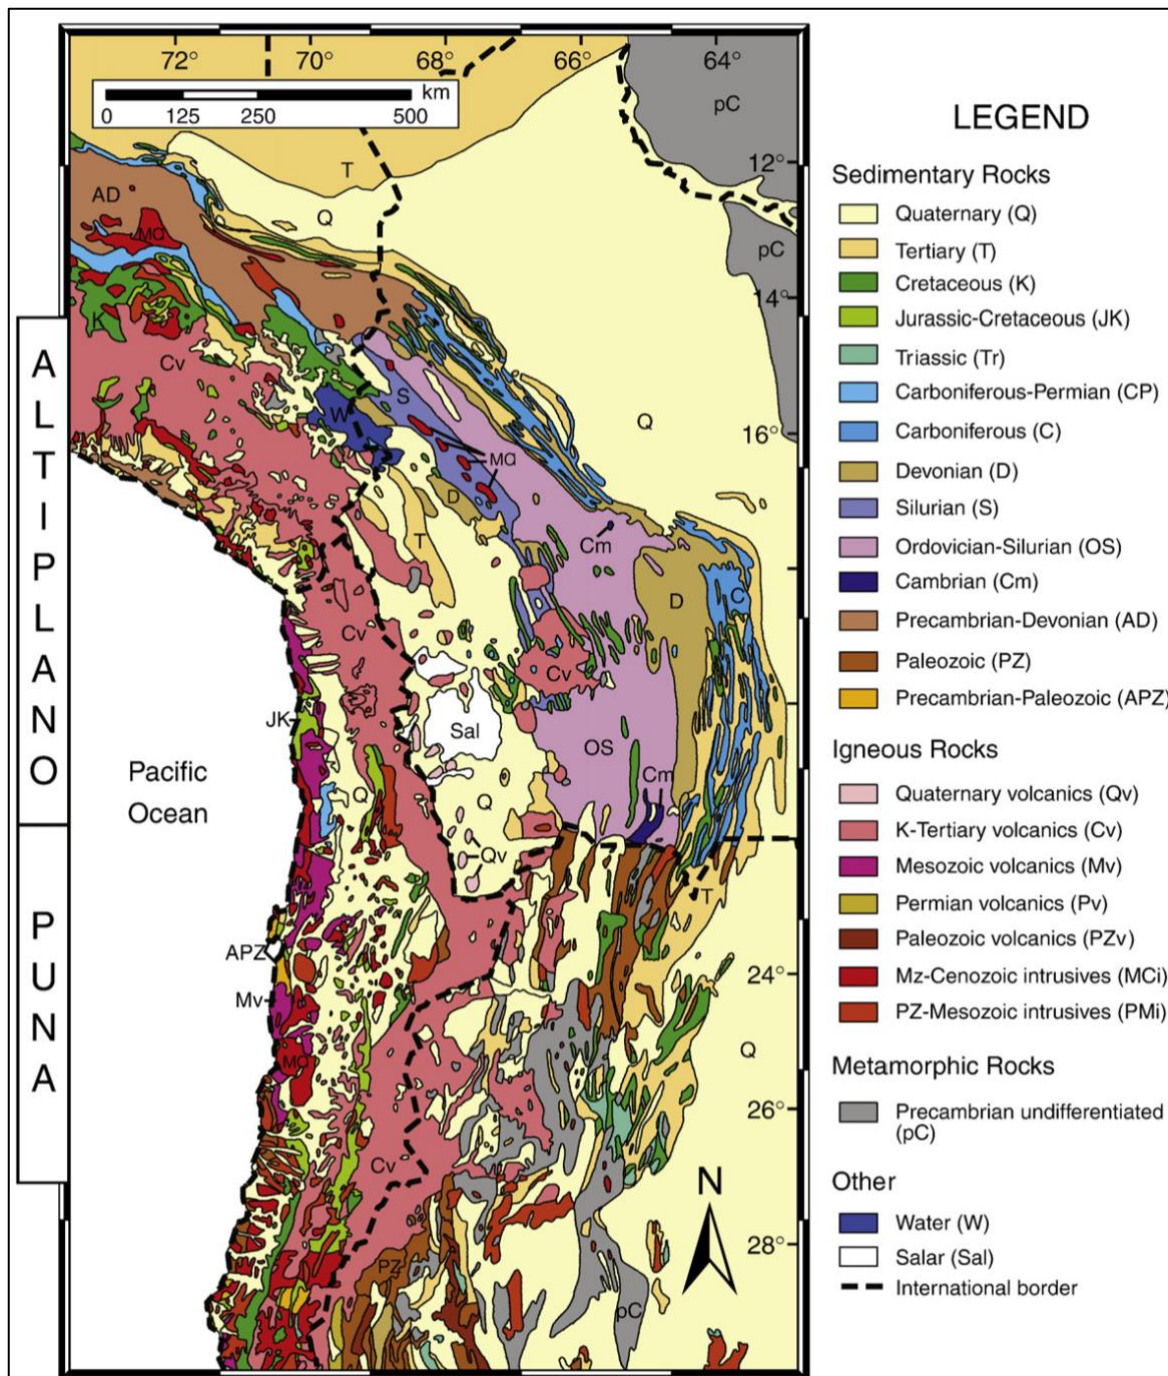 72° 70° 68° 66° 64°
km
0 125 250 500
pC
12°
T
AD
Q
Ma
pC
14°
K
Cv
S
W
Q
16°
Ma
D
T
Cm
D
C
Cv
Cv
JK
Sal
OS
Cm
Pacific
Ocean
Q
Q
Qv
T
APZ
24°
Mv
Q
MCi
26°
Cv
N
PZ
28°
pC
ALTIPLANO
PUNA
LEGEND
Sedimentary Rocks
Quaternary (Q)
Tertiary (T)
Cretaceous (K)
Jurassic-Cretaceous (JK)
Triassic (Tr)
Carboniferous-Permian (CP)
Carboniferous (C)
Devonian (D)
Silurian (S)
Ordovician-Silurian (OS)
Cambrian (Cm)
Precambrian-Devonian (AD)
Paleozoic (PZ)
Precambrian-Paleozoic (APZ)
Igneous Rocks
Quaternary volcanics (Qv)
K-Tertiary volcanics (Cv)
Mesozoic volcanics (Mv)
Permian volcanics (Pv)
Paleozoic volcanics (PZv)
Mz-Cenozoic intrusives (MCi)
PZ-Mesozoic intrusives (PMi)
Metamorphic Rocks
Precambrian undifferentiated
(pC)
Other
Water (W)
Salar (Sal)
International border